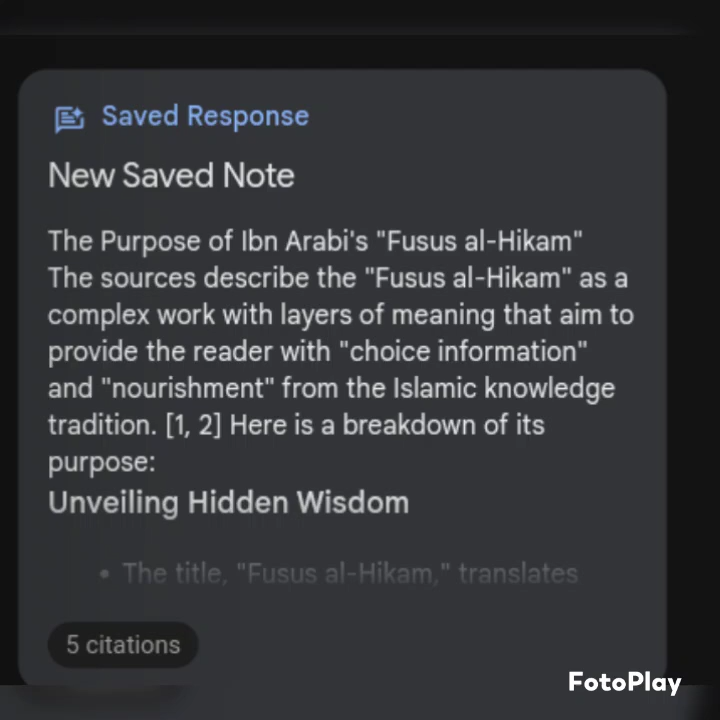 Saved Response
New Saved Note
The Purpose of Ibn Arabi's "Fusus al-Hikam"
The sources describe the "Fusus al-Hikam" as a
complex work with layers of meaning that aim to
provide the reader with "choice information"
and "nourishment" from the Islamic knowledge
tradition. [1, 2] Here is a breakdown of its
purpose:
Unveiling Hidden Wisdom
• The title, "Fusus al-Hikam," translates
5 citations
FotoPlay